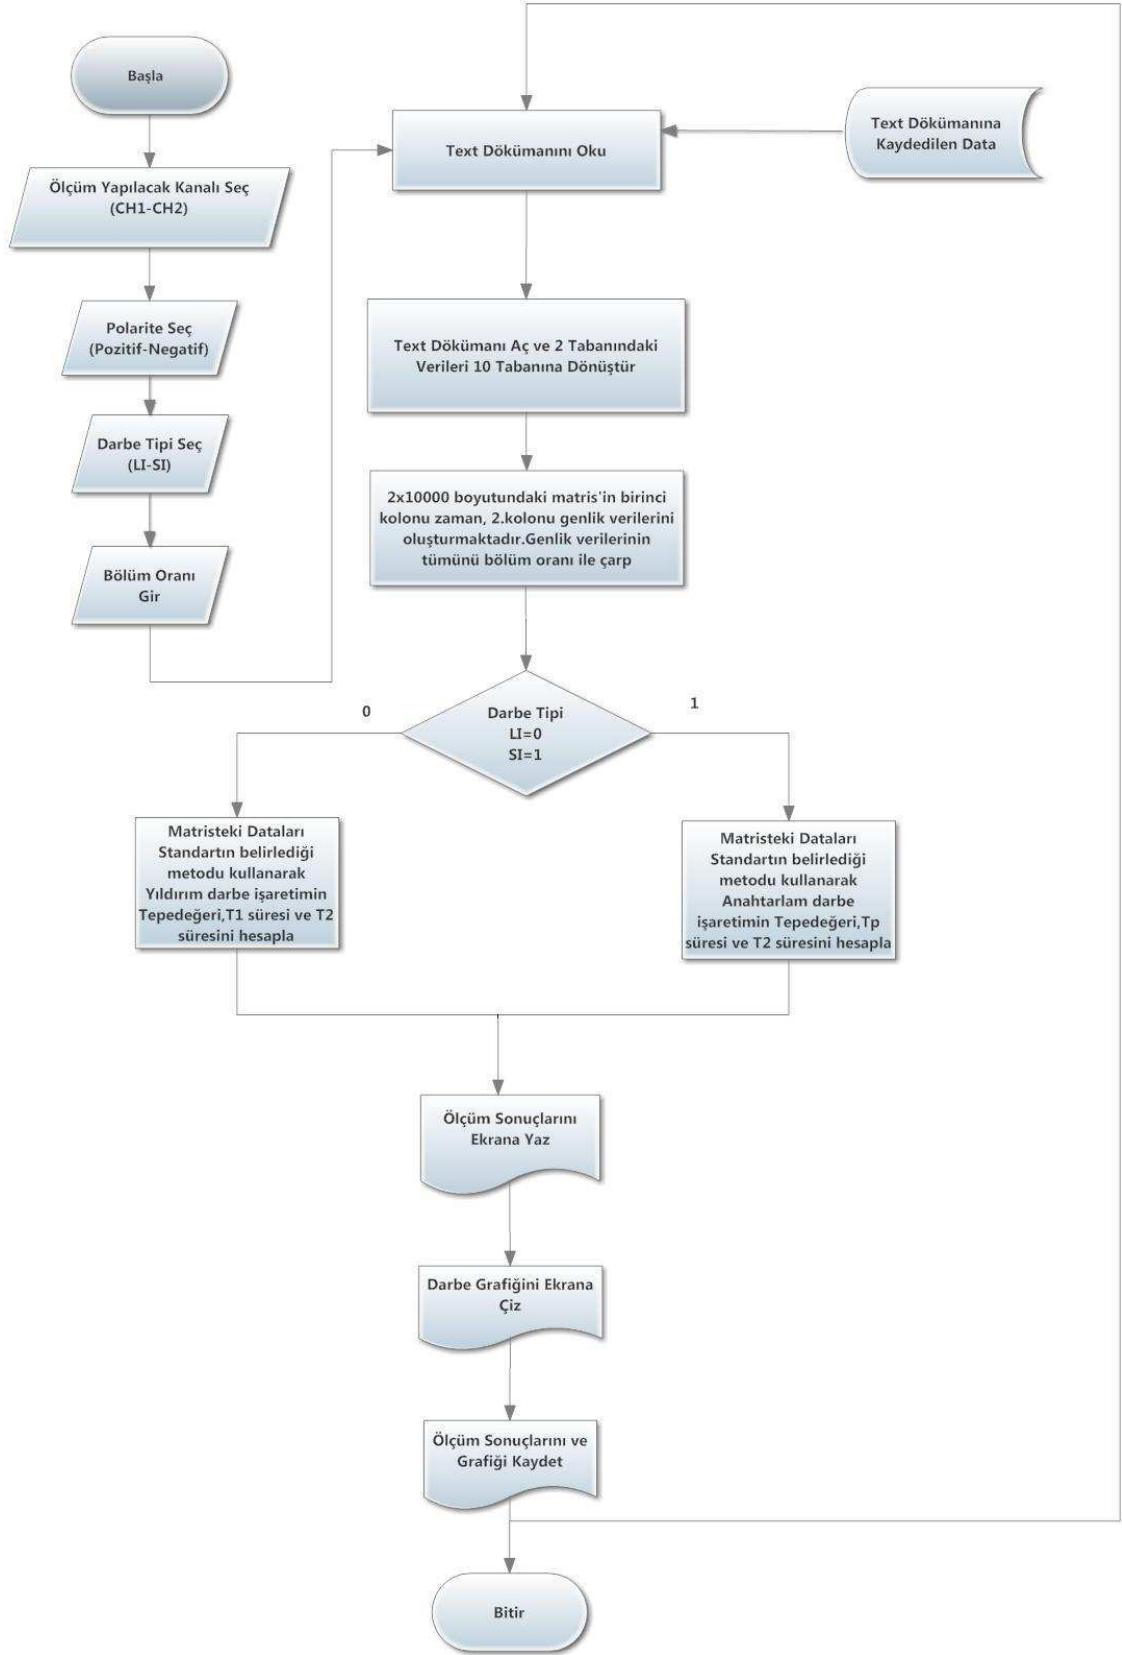 Başla
Ölçüm Yapılacak Kanalı Seç
(CH1-CH2)
Polarite Seç
(Pozitif-Negatif)
Darbe Tipi Seç
(LI-SI)
Bölüm Oranı
Gir
Text Dökümanını Oku
Text Dökümanına
Kaydedilen Data
Text Dökümanı Aç ve 2 Tabanındaki
Verileri 10 Tabanına Dönüştür
2x10000 boyutundaki matris'in birinci
kolonu zaman, 2.kolonu genlik verilerini
oluşturmaktadır.Genlik verilerinin
tümünü bölüm oranı ile çarp
Darbe Tipi
LI=0
SI=1
0
1
Matristeki Dataları
Standartın belirlediği
metodu kullanarak
Yıldırım darbe işaretimin
Tepedeğeri,T1 süresi ve T2
süresini hesapla
Matristeki Dataları
Standartın belirlediği
metodu kullanarak
Anahtarlam darbe
işaretimin Tepedeğeri,Tp
süresi ve T2 süresini hesapla
Ölçüm Sonuçlarını
Ekrana Yaz
Darbe Grafiğini Ekrana
Çiz
Ölçüm Sonuçlarını ve
Grafiği Kaydet
Bitir